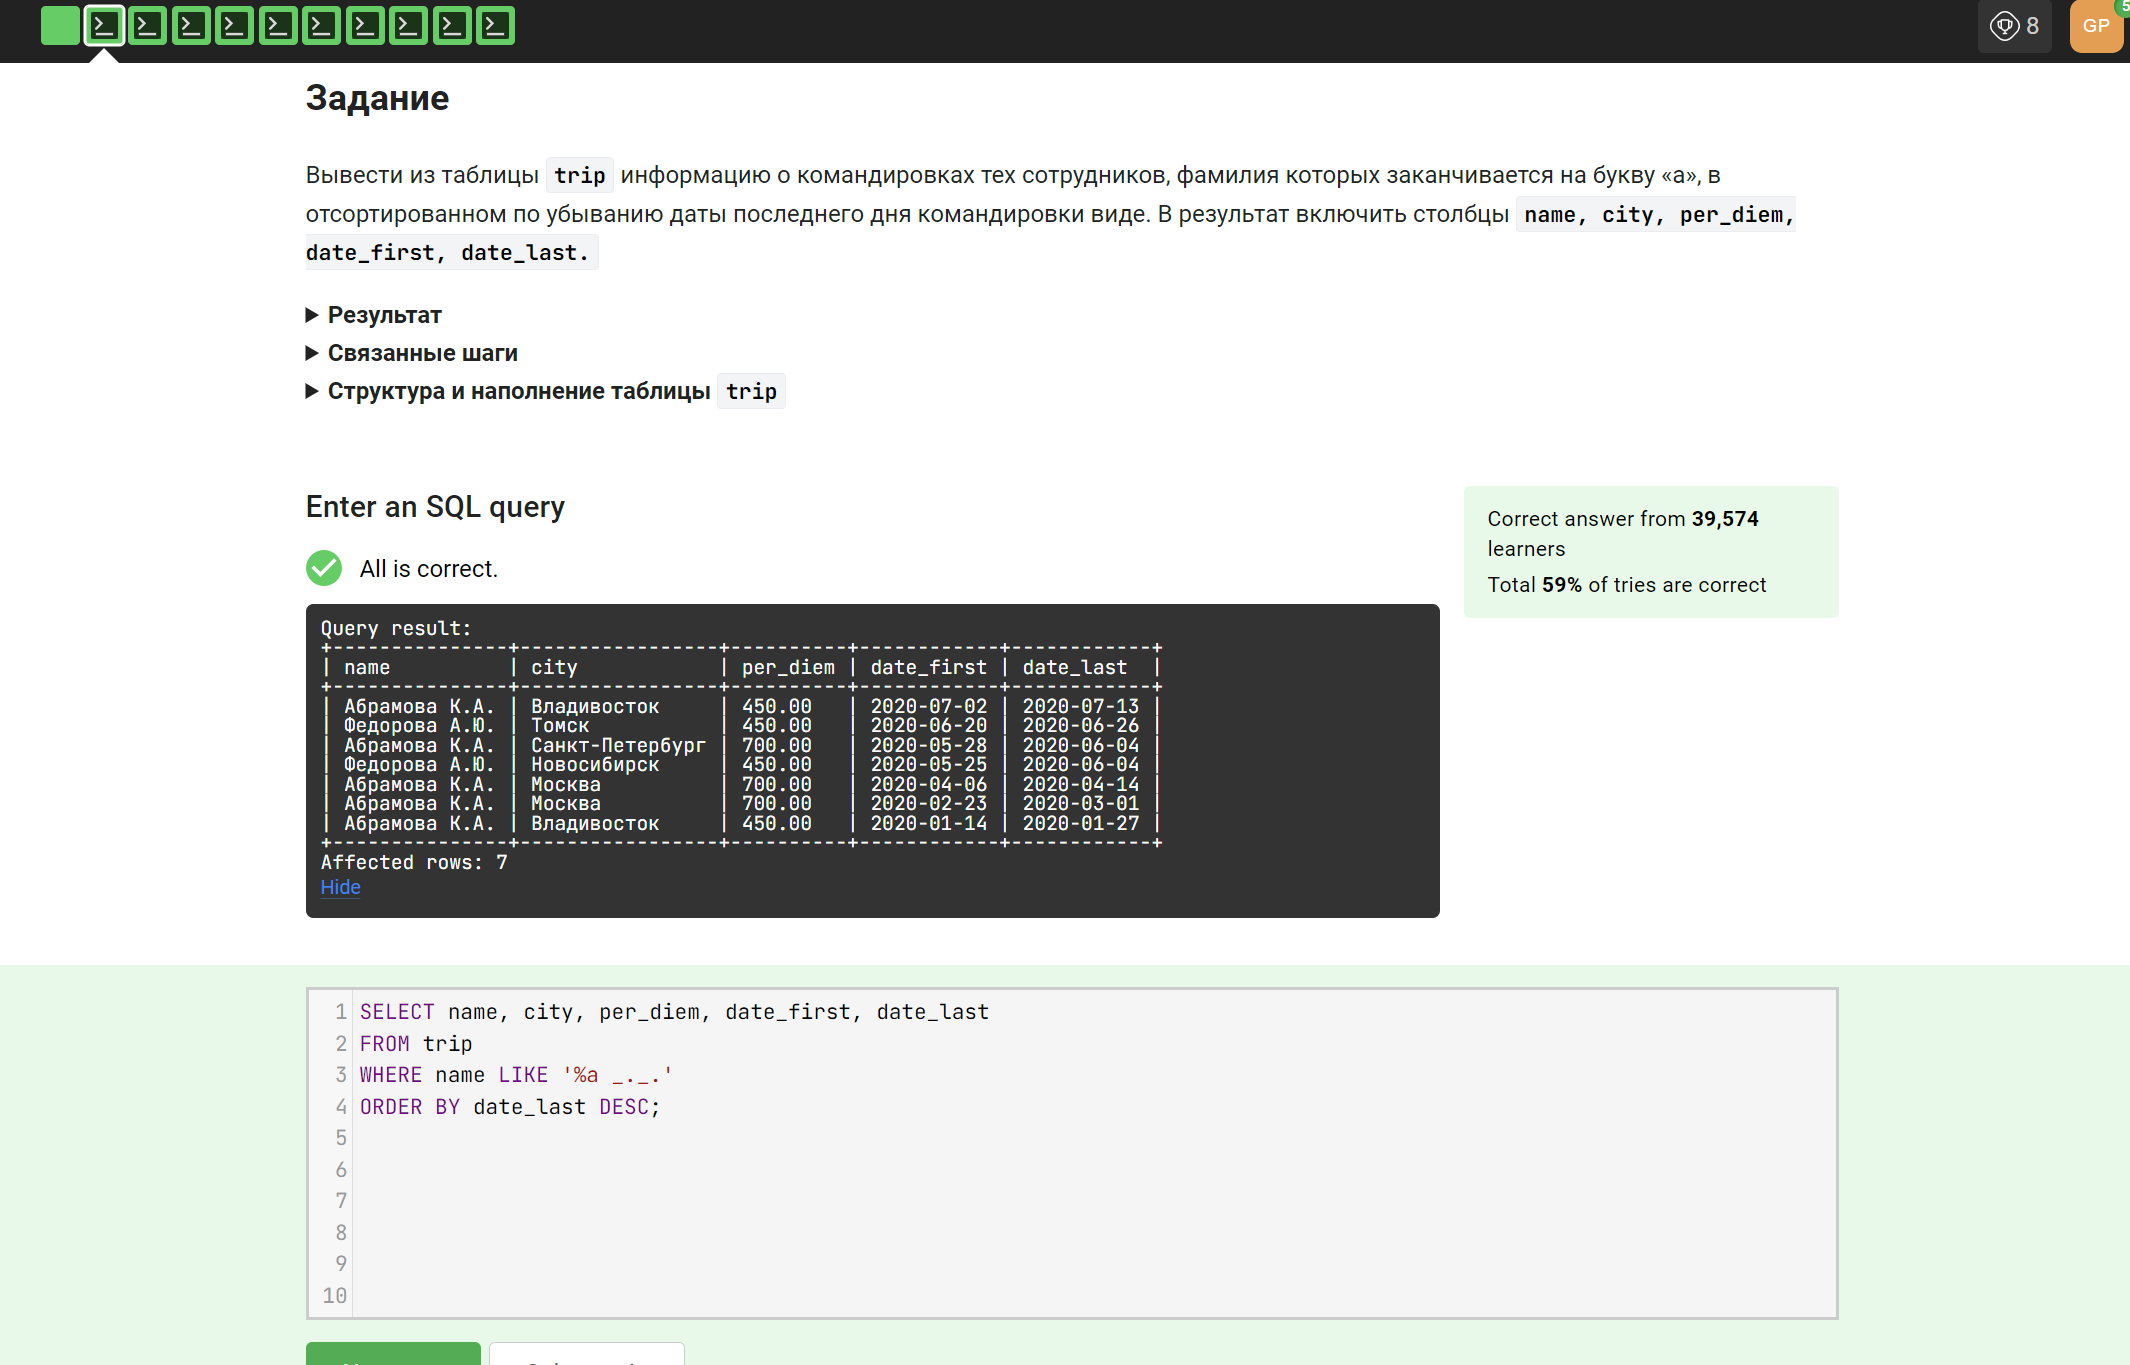 8
GP
5
Задание
Вывести из таблицы trip информацию о командировках тех сотрудников, фамилия которых заканчивается на букву «а», в
отсортированном по убыванию даты последнего дня командировки виде. В результат включить столбцы name, city, per_diem,
date_first, date_last.
Результат
Связанные шаги
Структура и наполнение таблицы trip
Enter an SQL query
Correct answer from 39,574
learners
Total 59% of tries are correct
All is correct.
Query result:
+---------------+-----------------+----------+------------+------------+
| name          | city            | per_diem | date_first | date_last  |
+---------------+-----------------+----------+------------+------------+
| Абрамова К.А. | Владивосток     | 450.00   | 2020-07-02 | 2020-07-13 |
| Федорова А.Ю. | Томск           | 450.00   | 2020-06-20 | 2020-06-26 |
| Абрамова К.А. | Санкт-Петербург | 700.00   | 2020-05-28 | 2020-06-04 |
| Федорова А.Ю. | Новосибирск     | 450.00   | 2020-05-25 | 2020-06-04 |
| Абрамова К.А. | Москва          | 700.00   | 2020-04-06 | 2020-04-14 |
| Абрамова К.А. | Москва          | 700.00   | 2020-02-23 | 2020-03-01 |
| Абрамова К.А. | Владивосток     | 450.00   | 2020-01-14 | 2020-01-27 |
+---------------+-----------------+----------+------------+------------+
Affected rows: 7
Hide
1 SELECT name, city, per_diem, date_first, date_last
2 FROM trip
3 WHERE name LIKE '%а _._.'
4 ORDER BY date_last DESC;
5
6
7
8
9
10